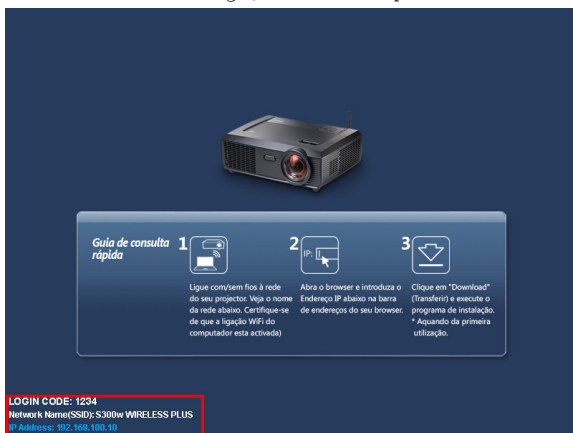 Guia de consulta
rápida
1
2
3
IP:
Ligue com/sem fios à rede
do seu projector. Veja o nome
da rede abaixo. Certifique-se
de que a ligação WiFi do
computador esta activada)
Abra o browser e introduza o
Endereço IP abaixo na barra
de endereços do seu browser.
Clique em "Download"
(Transferir) e execute o
programa de instalação.
* Aquando da primeira
utilização.
LOGIN CODE: 1234
Network Name(SSID): S300w WIRELESS PLUS
IP Address: 192.168.100.10